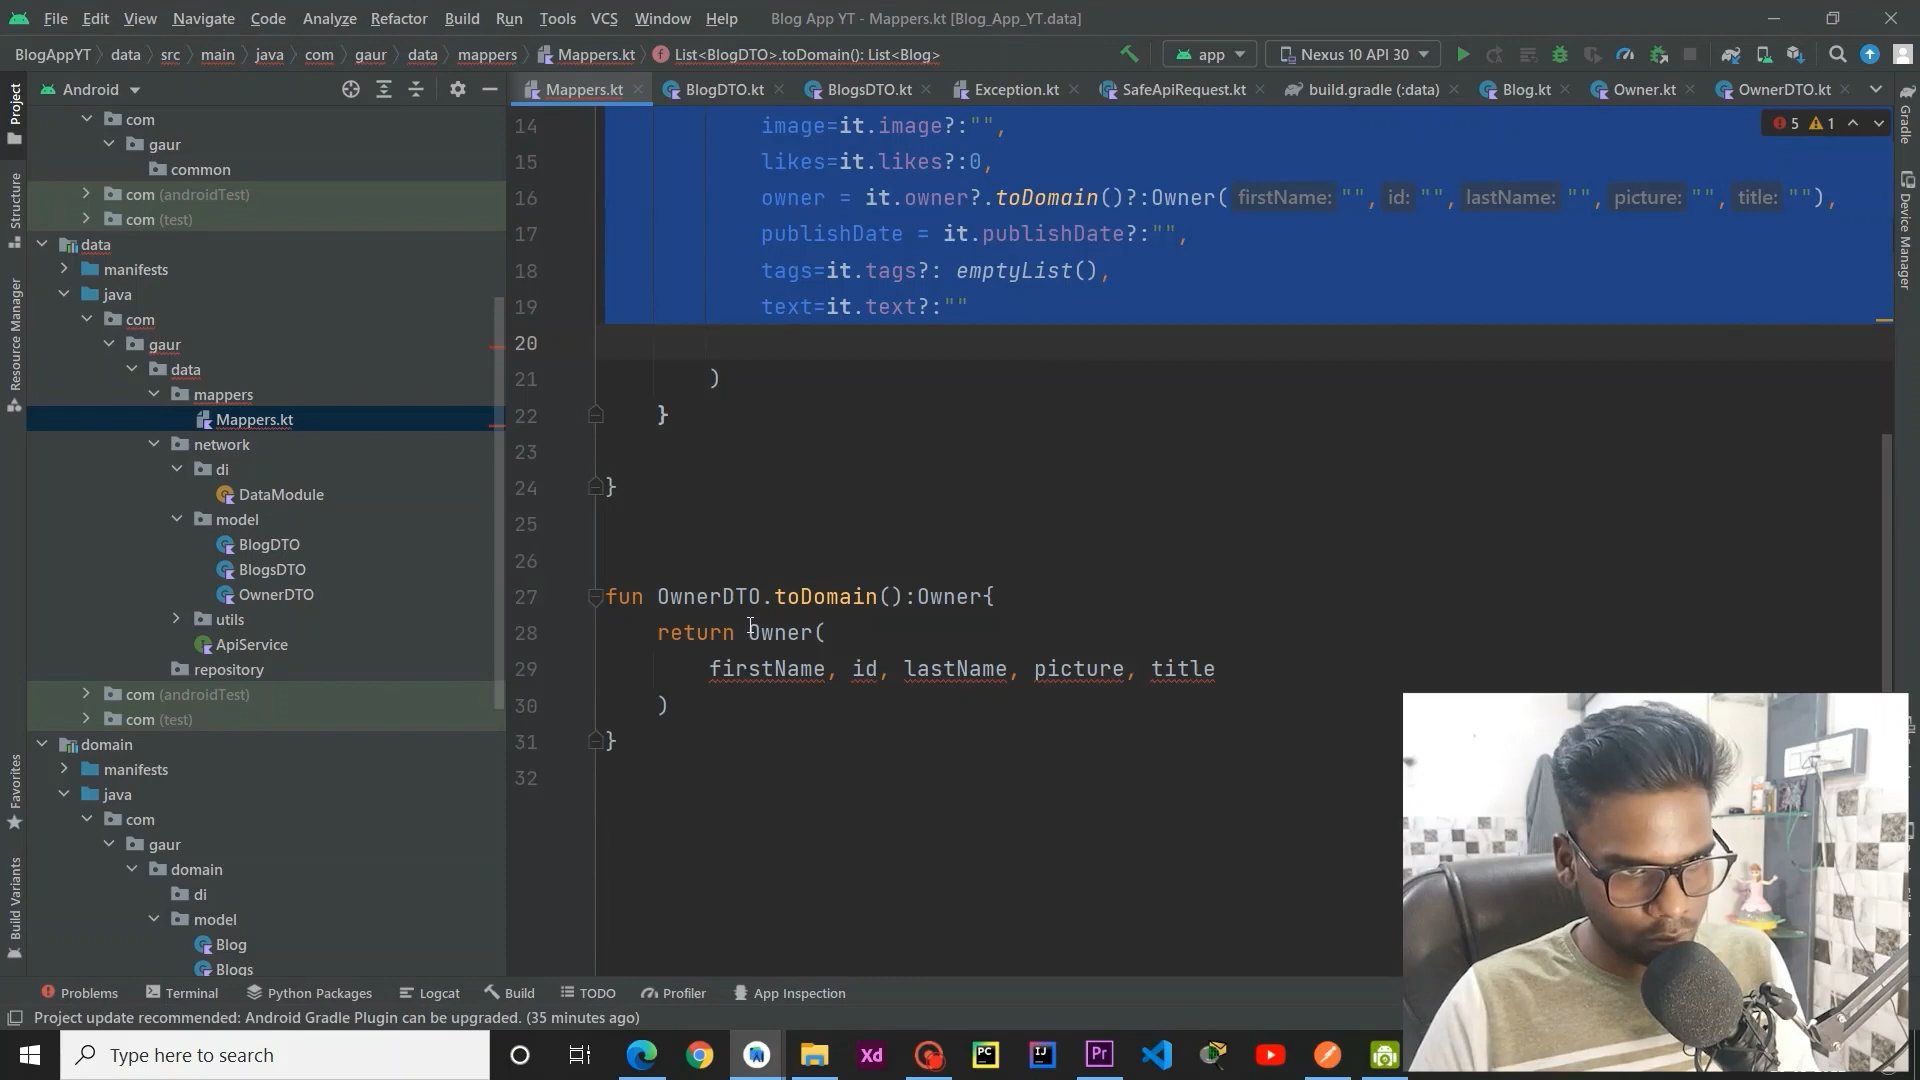 File Edit View Navigate Code Analyze Refactor Build Run Tools VCS Window Help Blog App YT - Mappers.kt [Blog_App_YT.data]
BlogAppYT data src main java com gaur data mappers Mappers.kt List<BlogDTO>.toDomain(): List<Blog> app Nexus 10 API 30
Project
Structure
Resource Manager
Favorites
Build Variants
Android
com
gaur
common
com (androidTest)
com (test)
data
manifests
java
com
gaur
data
mappers
Mappers.kt
network
di
DataModule
model
BlogDTO
BlogsDTO
OwnerDTO
utils
ApiService
repository
com (androidTest)
com (test)
domain
manifests
java
com
gaur
domain
di
model
Blog
Blogs
Mappers.kt BlogDTO.kt BlogsDTO.kt Exception.kt SafeApiRequest.kt build.gradle (:data) Blog.kt Owner.kt OwnerDTO.kt
5 1
14 image=it.image?:"",
15 likes=it.likes?:0,
16 owner = it.owner?.toDomain()?:Owner( firstName: "", id: "", lastName: "", picture: "", title: ""),
17 publishDate = it.publishDate?:"",
18 tags=it.tags?: emptyList(),
19 text=it.text?:""
20
21 )
22 }
23
24 }
25
26
27 fun OwnerDTO.toDomain():Owner{
28 return Owner(
29 firstName, id, lastName, picture, title
30 )
31 }
32
Gradle
Device Manager
Problems Terminal Python Packages Logcat Build TODO Profiler App Inspection
Project update recommended: Android Gradle Plugin can be upgraded. (35 minutes ago)
Type here to search
Xd
PC
IJ
Pr